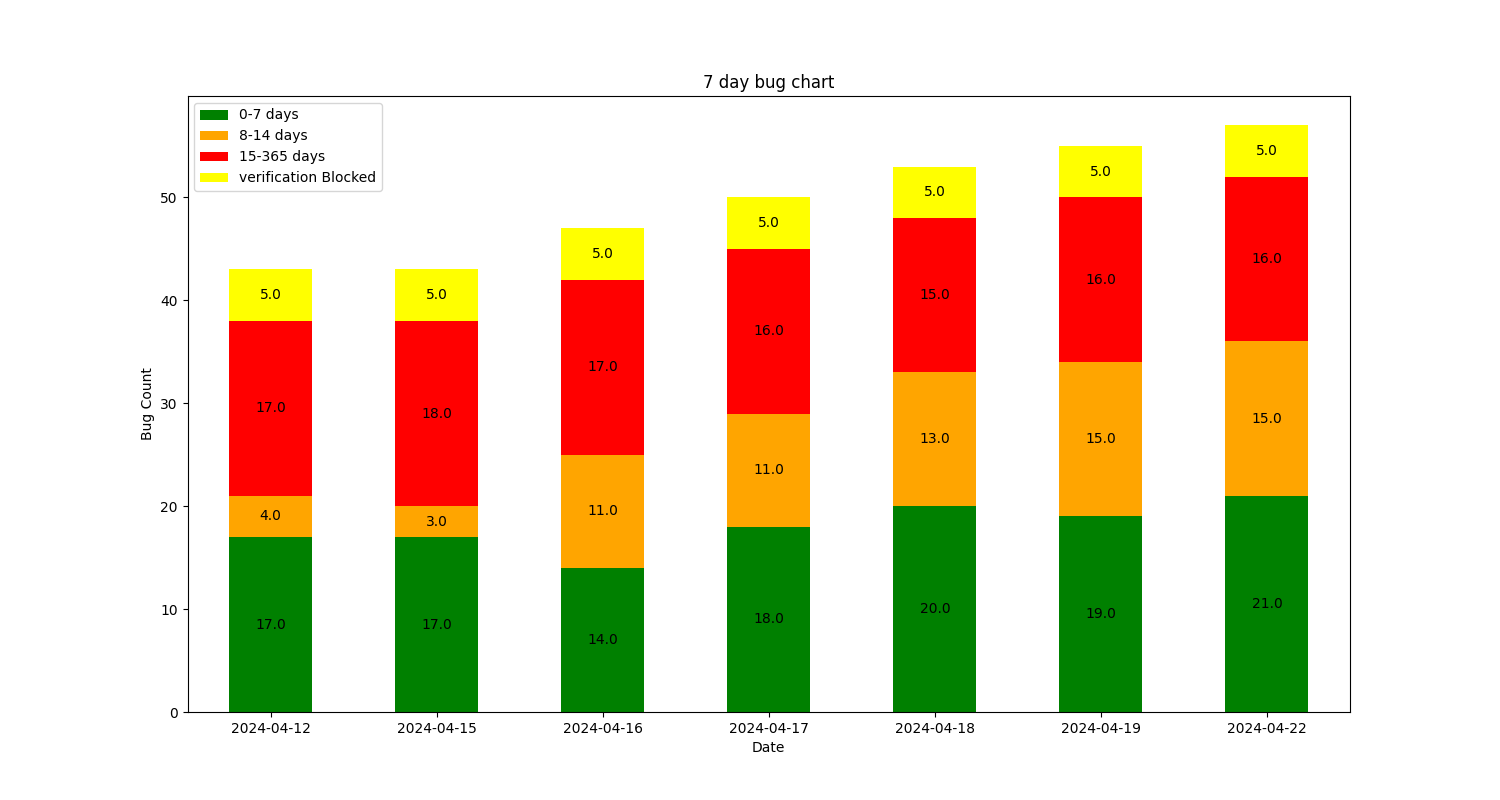 7 day bug chart
0-7 days
8-14 days
15-365 days
verification Blocked
Bug Count
50
40
30
20
10
0
5.0 5.0 5.0 5.0 5.0 5.0 5.0
17.0 18.0 17.0 16.0 15.0 16.0 16.0
4.0 3.0 11.0 11.0 13.0 15.0 15.0
17.0 17.0 14.0 18.0 20.0 19.0 21.0
2024-04-12 2024-04-15 2024-04-16 2024-04-17 2024-04-18 2024-04-19 2024-04-22
Date